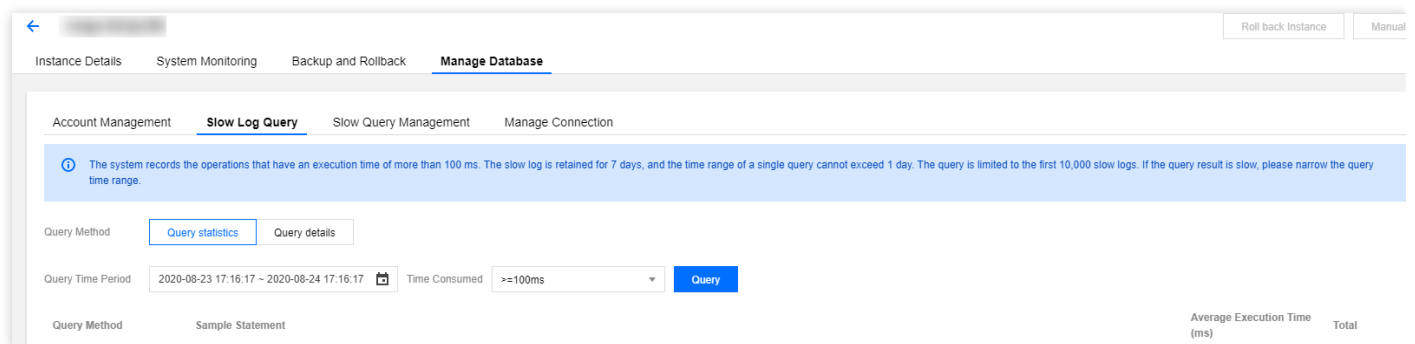 Roll back Instance Manual
Instance Details System Monitoring Backup and Rollback Manage Database
Account Management Slow Log Query Slow Query Management Manage Connection
The system records the operations that have an execution time of more than 100 ms. The slow log is retained for 7 days, and the time range of a single query cannot exceed 1 day. The query is limited to the first 10,000 slow logs. If the query result is slow, please narrow the query
time range.
Query Method Query statistics Query details
Query Time Period 2020-08-23 17:16:17 ~ 2020-08-24 17:16:17 Time Consumed >=100ms Query
Query Method Sample Statement Average Execution Time (ms) Total